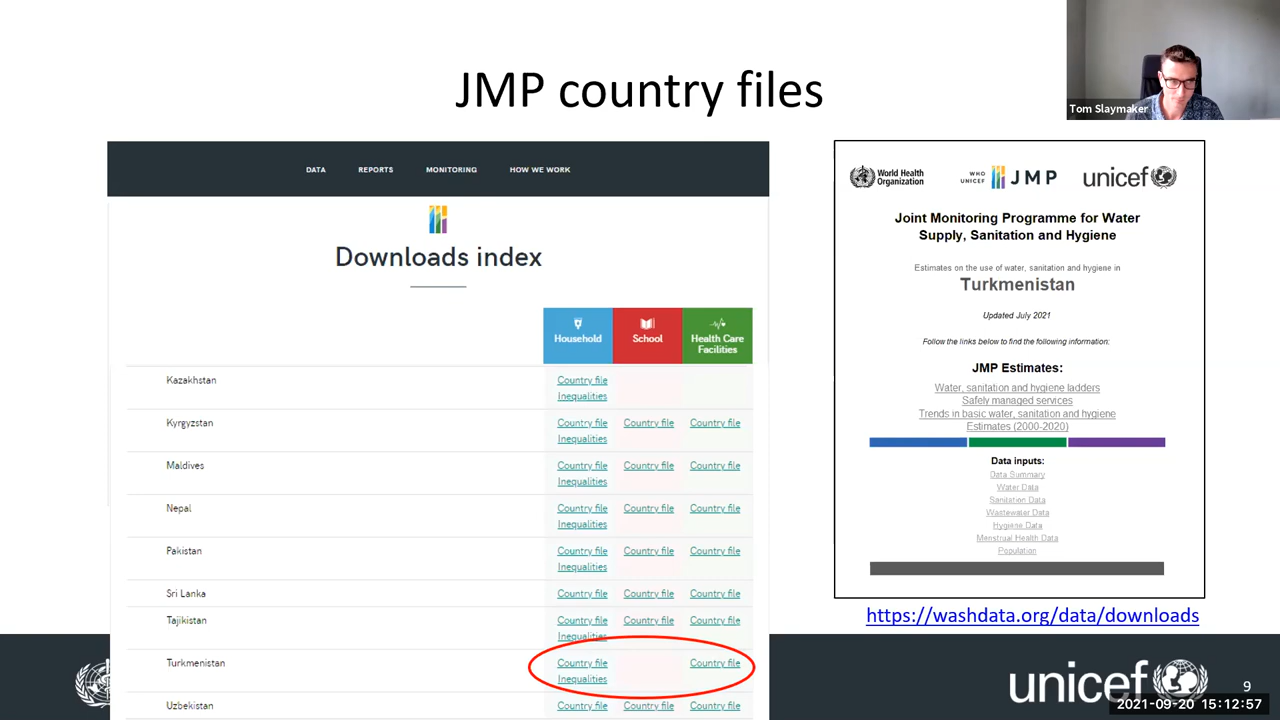 JMP country files
Tom Slaymaker
DATA REPORTS MONITORING HOW WE WORK
Downloads index
Household School Health Care Facilities
Kazakhstan Country file
Inequalities
Kyrgyzstan Country file Country file Country file
Inequalities
Maldives Country file Country file Country file
Inequalities
Nepal Country file Country file Country file
Inequalities
Pakistan Country file Country file Country file
Inequalities
Sri Lanka Country file Country file Country file
Tajikistan Country file Country file Country file
Inequalities
Turkmenistan Country file Country file
Inequalities
Uzbekistan Country file Country file Country file
World Health Organization
WHO UNICEF JMP
unicef
Joint Monitoring Programme for Water
Supply, Sanitation and Hygiene
Estimates on the use of water, sanitation and hygiene in
Turkmenistan
Updated July 2021
Follow the links below to find the following information:
JMP Estimates:
Water, sanitation and hygiene ladders
Safely managed services
Trends in basic water, sanitation and hygiene
Estimates (2000-2020)
Data inputs:
Data Summary
Water Data
Sanitation Data
Wastewater Data
Hygiene Data
Menstrual Health Data
Population
https://washdata.org/data/downloads
unicef
9
2021-09-20 15:12:57